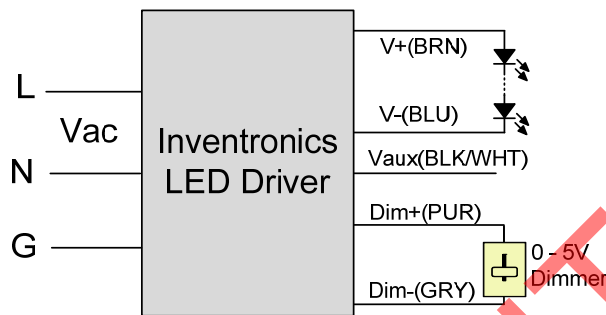 L
Vac
N
G
Inventronics
LED Driver
V+(BRN)
V-(BLU)
Vaux(BLK/WHT)
Dim+(PUR)
Dim-(GRY)
0 - 5V
Dimmer